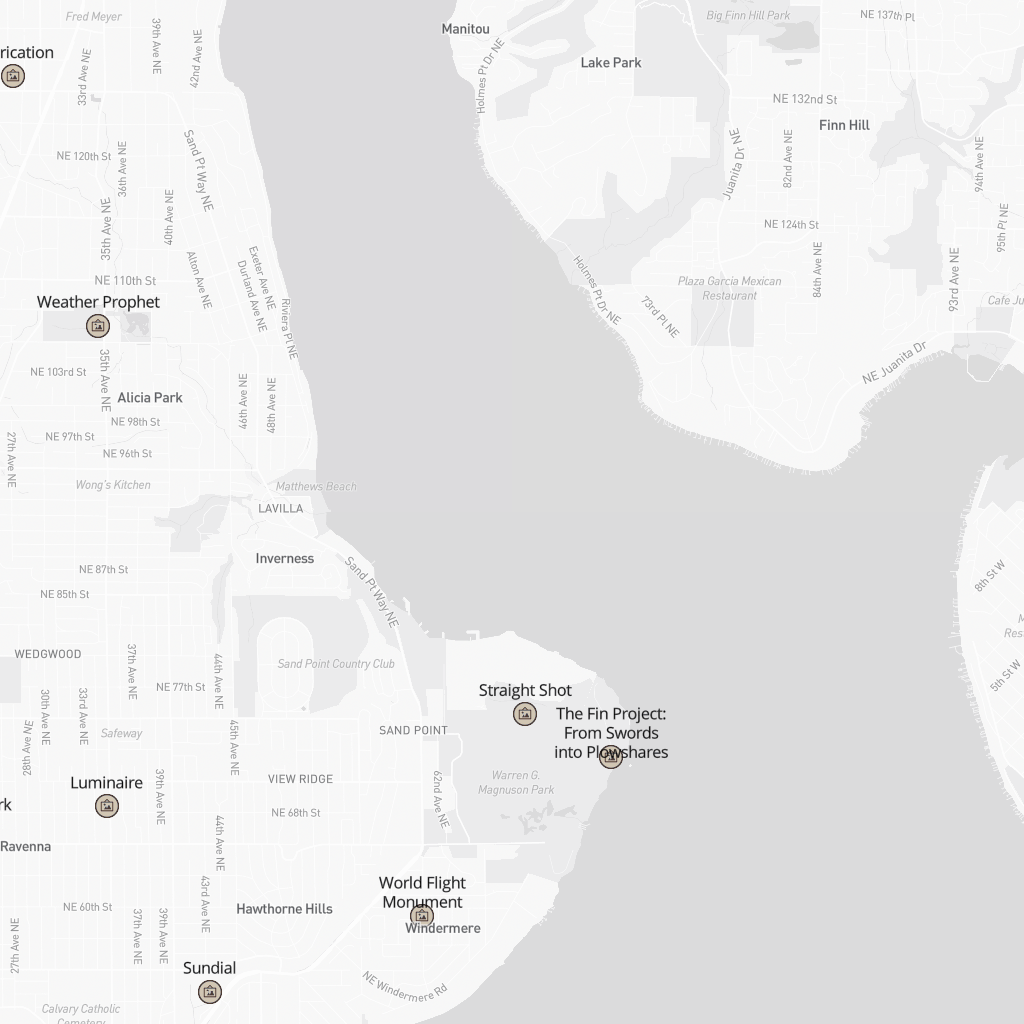 Fred Meyer
39th Ave NE
42nd Ave NE
Manitou
Big Finn Hill Park
NE 137th Pl
rication
33rd Ave NE
Holmes Pt Dr NE
Lake Park
NE 132nd St
Finn Hill
NE 120th St
36th Ave NE
Sand Pt Way NE
Juanita Dr NE
82nd Ave NE
94th Ave NE
35th Ave NE
40th Ave NE
NE 124th St
95th Pl NE
NE 110th St
Alton Ave NE
Exeter Ave NE
Durland Ave NE
Holmes Pt Dr NE
Plaza Garcia Mexican
Restaurant
84th Ave NE
93rd Ave NE
Weather Prophet
Riviera Pl NE
73rd Pl NE
Cafe Ju
NE 103rd St
35th Ave NE
NE Juanita Dr
Alicia Park
46th Ave NE
48th Ave NE
NE 98th St
NE 97th St
27th Ave NE
NE 96th St
Wong's Kitchen
Matthews Beach
LAVILLA
Inverness
NE 87th St
Sand Pt Way NE
8th St W
NE 85th St
M
Res
WEDGWOOD
37th Ave NE
44th Ave NE
Sand Point Country Club
5th St W
NE 77th St
Straight Shot
30th Ave NE
33rd Ave NE
The Fin Project:
From Swords
into Plowshares
28th Ave NE
Safeway
45th Ave NE
SAND POINT
Luminaire
39th Ave NE
VIEW RIDGE
62nd Ave NE
Warren G.
Magnuson Park
rk
NE 68th St
44th Ave NE
Ravenna
World Flight
Monument
Windermere
43rd Ave NE
NE 60th St
Hawthorne Hills
27th Ave NE
37th Ave NE
39th Ave NE
Sundial
NE Windermere Rd
Calvary Catholic
Cemetery